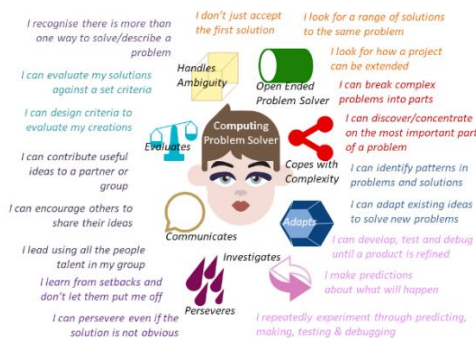 I recognise there is more than
one way to solve/describe a
problem
I don't just accept
the first solution
I look for a range of solutions
to the same problem
Handles
Ambiguity
I look for how a project
can be extended
Open Ended
Problem Solver
I can evaluate my solutions
against a set criteria
I can break complex
problems into parts
I can design criteria to
evaluate my creations
Evaluates
Computing
Problem Solver
I can discover/concentrate
on the most important part
of a problem
Copes with
Complexity
I can contribute useful
ideas to a partner or
group
I can identify patterns in
problems and solutions
I can encourage others to
share their ideas
Communicates
Adapts
I can adapt existing ideas
to solve new problems
I lead using all the people
talent in my group
Investigates
I can develop, test and debug
until a product is refined
I learn from setbacks and
don't let them put me off
I make predictions
about what will happen
I can persevere even if the
solution is not obvious
Perseveres
I repeatedly experiment through predicting,
making, testing & debugging